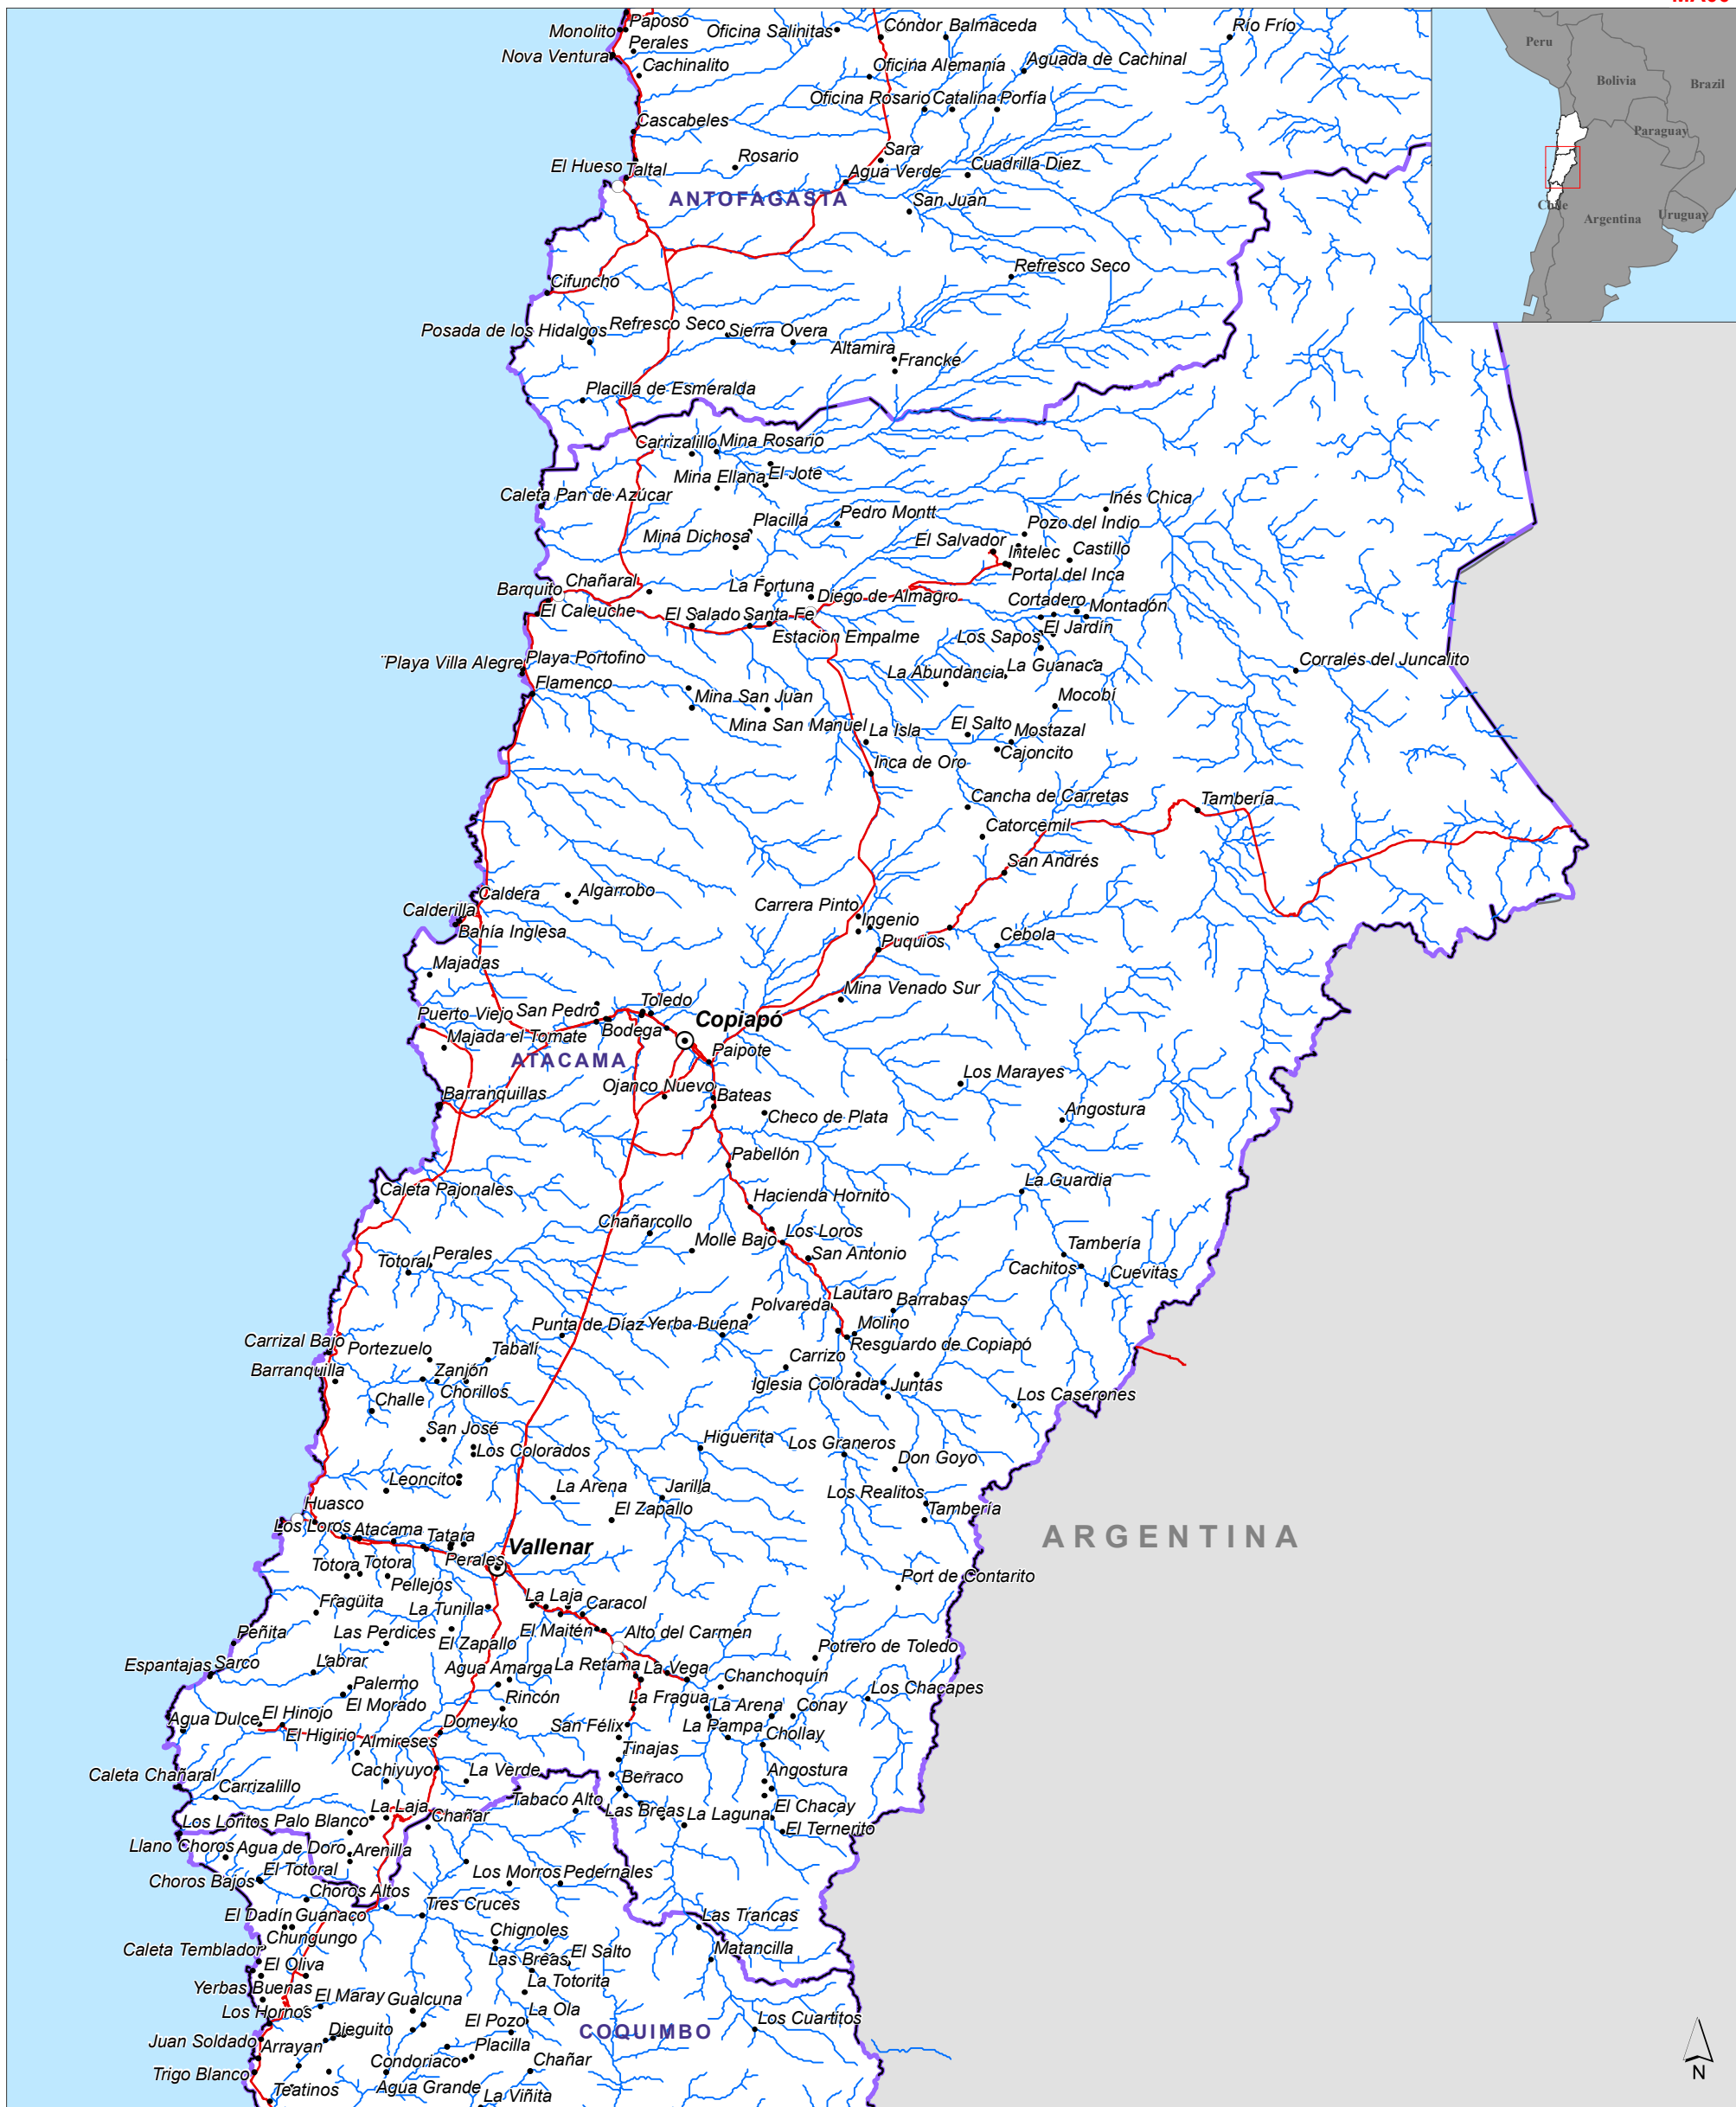 Paposo
Monolito
Perales
Nova Ventura
Cachinalito
Oficina Salinitas
Cóndor
Balmaceda
Río Frío
Oficina Alemania
Aguada de Cachinal
Oficina Rosario
Catalina
Porfía
Cascabeles
Rosario
Sara
El Hueso
Taltal
Agua Verde
Cuadrilla Diez
ANTOFAGASTA
San Juan
Peru
Bolivia
Brazil
Paraguay
Chile
Argentina
Uruguay
Cifuncho
Refresco Seco
Posada de los Hidalgos
Refresco Seco
Sierra Overa
Altamira
Francke
Placilla de Esmeralda
Carrizalillo
Mina Rosario
Mina Ellana
El Jote
Caleta Pan de Azúcar
Inés Chica
Placilla
Pedro Montt
Pozo del Indio
Mina Dichosa
El Salvador
Intelec
Castillo
Portal del Inca
Barquito
Chañaral
La Fortuna
Diego de Almagro
Cortadero
Montadón
El Caleuche
El Salado
Santa Fe
El Jardín
Estacion Empalme
Los Sapos
¨Playa Villa Alegre
Playa Portofino
La Abundancia
La Guanaca
Corrales del Juncalito
Flamenco
Mina San Juan
Mocobí
Mina San Manuel
La Isla
El Salto
Mostazal
Cajoncito
Inca de Oro
Cancha de Carretas
Tambería
Catorcemil
San Andrés
Caldera
Algarrobo
Calderilla
Bahía Inglesa
Carrera Pinto
Ingenio
Puquios
Cebola
Majadas
Mina Venado Sur
Puerto Viejo
San Pedro
Toledo
Copiapó
Majada el Tomate
Bodega
ATACAMA
Paipote
Ojanco Nuevo
Los Marayes
Barranquillas
Bateas
Checo de Plata
Angostura
Pabellón
Caleta Pajonales
Hacienda Hornito
La Guardia
Chañarcollo
Los Loros
Molle Bajo
San Antonio
Tambería
Totoral
Perales
Cachitos
Cuevitas
Lautaro
Barrabas
Polvareda
Punta de Díaz
Yerba Buena
Molino
Resguardo de Copiapó
Carrizal Bajo
Portezuelo
Tabalí
Carrizo
Barranquilla
Zanjón
Chorillos
Iglesia Colorada
Juntas
Los Caserones
Challe
San José
Los Colorados
Higuerita
Los Graneros
Don Goyo
Leoncito
La Arena
Jarilla
Los Realitos
Tambería
Huasco
El Zapallo
ARGENTINA
Los Loros
Atacama
Tatara
Vallenar
Perales
Totora
Totora
Pellejos
Port de Contarito
Fragüita
La Laja
Caracol
La Tunilla
Peñita
Las Perdices
El Zapallo
El Maitén
Alto del Carmen
Potrero de Toledo
Espantajas
Sarco
Labrar
Agua Amarga
La Retama
La Vega
Chanchoquín
Palermo
Los Chacapes
El Morado
Rincón
La Fragua
La Arena
Conay
Agua Dulce
El Hinojo
El Higirio
Domeyko
San Félix
La Pampa
Chollay
Almireses
Tinajas
Caleta Chañaral
Cachiyuyo
La Verde
Berraco
Angostura
Carrizalillo
La Laja
Chañar
Tabaco Alto
Las Breas
La Laguna
El Chacay
Los Loritos
Palo Blanco
El Ternerito
Llano Choros
Agua de Doro
Arenilla
El Totoral
Los Morros
Pedernales
Choros Bajos
Choros Altos
Tres Cruces
El Dadín
Guanaco
Las Trancas
Chungungo
Chignoles
Caleta Temblador
El Salto
Matancilla
El Oliva
Las Breas
La Totorita
Yerbas Buenas
El Maray
Gualcuna
La Ola
Los Hornos
El Pozo
COQUIMBO
Los Cuartitos
Dieguito
Juan Soldado
Arrayan
Placilla
Condoriaco
Chañar
Trigo Blanco
Teatinos
Agua Grande
La Viñita
N